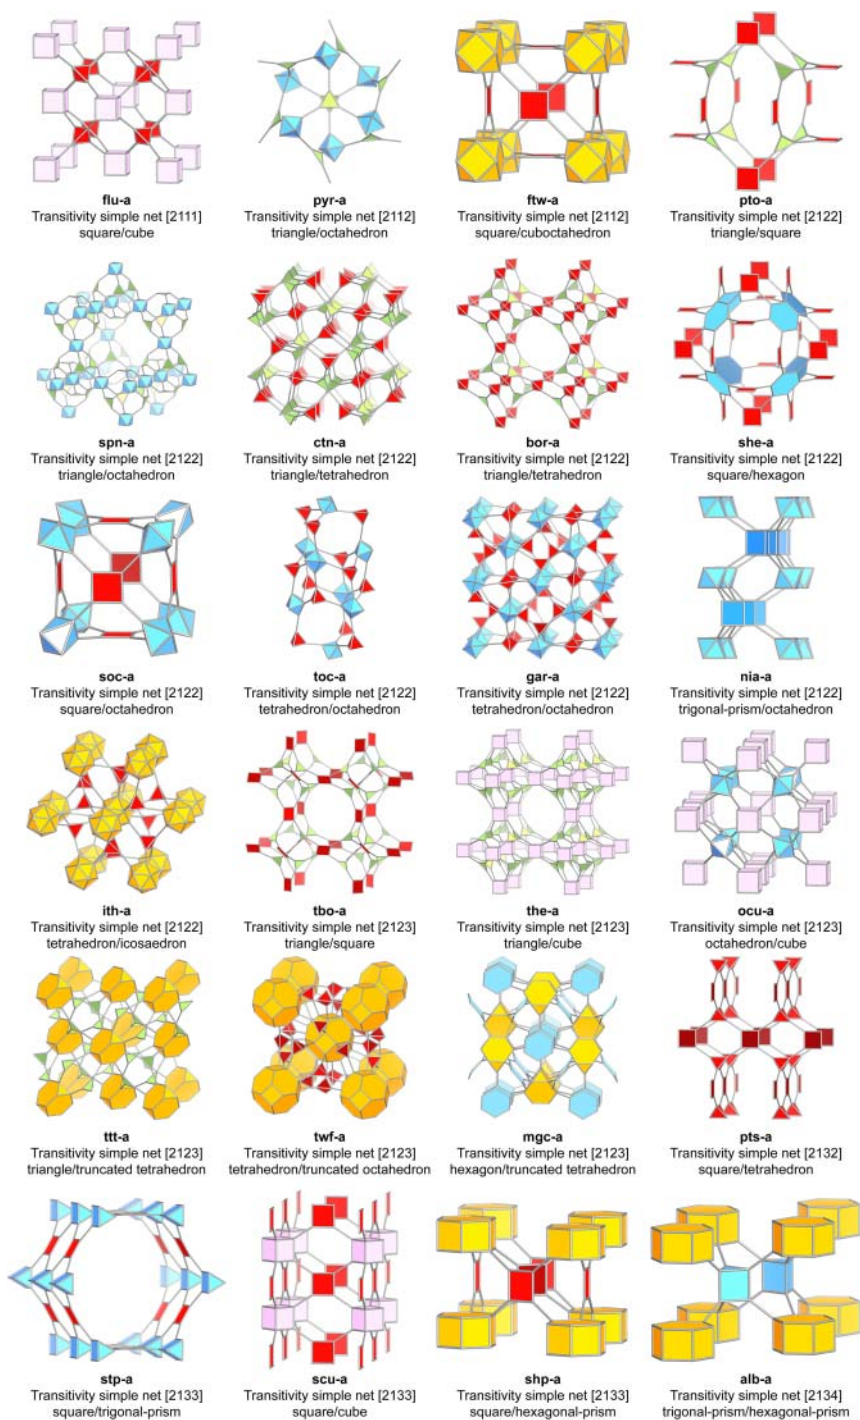 flu-a
Transitivity simple net [2111]
square/cube
pyr-a
Transitivity simple net [2112]
triangle/octahedron
ftw-a
Transitivity simple net [2112]
square/cuboctahedron
pto-a
Transitivity simple net [2122]
triangle/square
spn-a
Transitivity simple net [2122]
triangle/octahedron
ctn-a
Transitivity simple net [2122]
triangle/tetrahedron
bor-a
Transitivity simple net [2122]
triangle/tetrahedron
she-a
Transitivity simple net [2122]
square/hexagon
soc-a
Transitivity simple net [2122]
square/octahedron
toc-a
Transitivity simple net [2122]
tetrahedron/octahedron
gar-a
Transitivity simple net [2122]
tetrahedron/octahedron
nia-a
Transitivity simple net [2122]
trigonal-prism/octahedron
ith-a
Transitivity simple net [2122]
tetrahedron/icosaedron
tbo-a
Transitivity simple net [2123]
triangle/square
the-a
Transitivity simple net [2123]
triangle/cube
ocu-a
Transitivity simple net [2123]
octahedron/cube
ttt-a
Transitivity simple net [2123]
triangle/truncated tetrahedron
twf-a
Transitivity simple net [2123]
tetrahedron/truncated octahedron
mgc-a
Transitivity simple net [2123]
hexagon/truncated tetrahedron
pts-a
Transitivity simple net [2132]
square/tetrahedron
stp-a
Transitivity simple net [2133]
square/trigonal-prism
scu-a
Transitivity simple net [2133]
square/cube
shp-a
Transitivity simple net [2133]
square/hexagonal-prism
alb-a
Transitivity simple net [2134]
trigonal-prism/hexagonal-prism